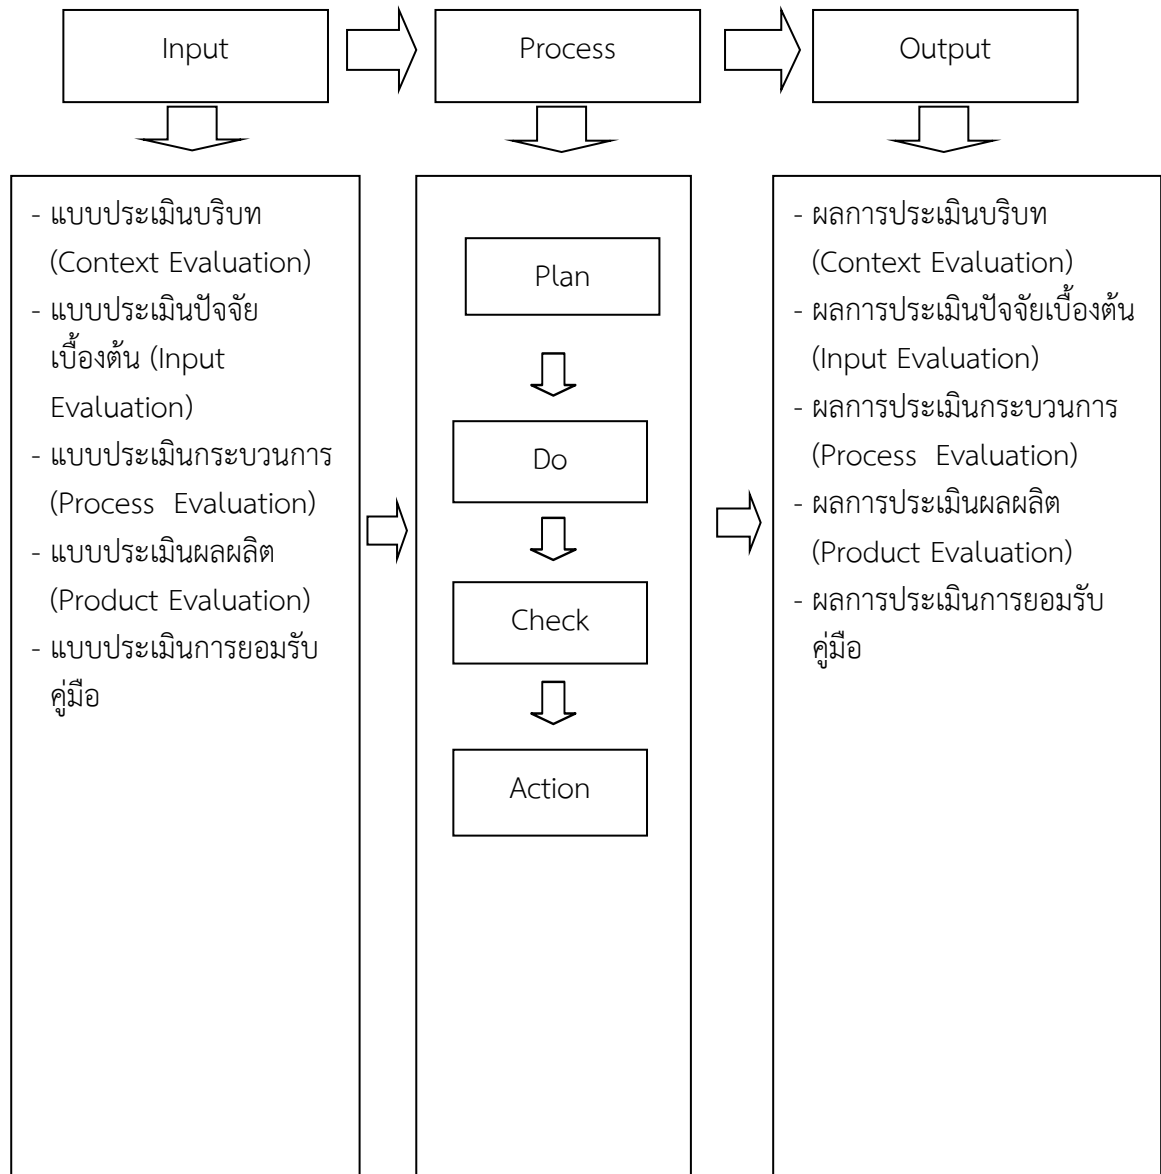 Input
Process
Output
- แบบประเมินบริบท
(Context Evaluation)
- แบบประเมินปัจจัย
เบื้องต้น (Input
Evaluation)
- แบบประเมินกระบวนการ
(Process Evaluation)
- แบบประเมินผลผลิต
(Product Evaluation)
- แบบประเมินการยอมรับ
คู่มือ
Plan
Do
Check
Action
- ผลการประเมินบริบท
(Context Evaluation)
- ผลการประเมินปัจจัยเบื้องต้น
(Input Evaluation)
- ผลการประเมินกระบวนการ
(Process Evaluation)
- ผลการประเมินผลผลิต
(Product Evaluation)
- ผลการประเมินการยอมรับ
คู่มือ